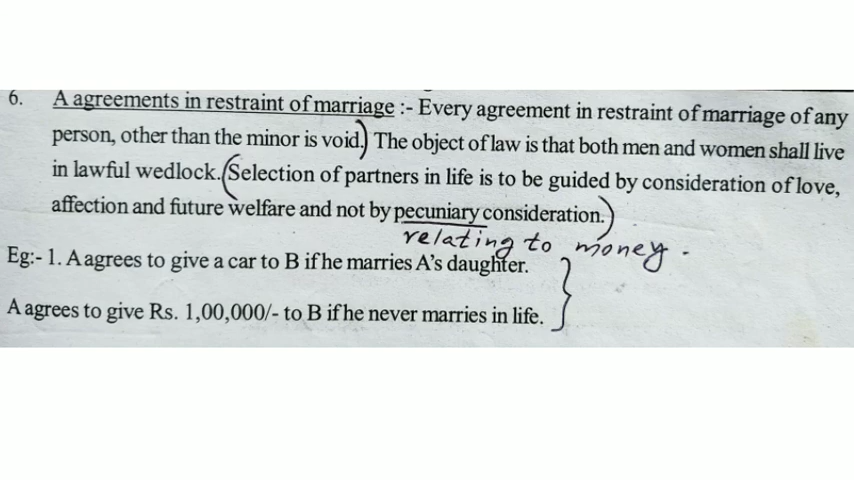 6. A agreements in restraint of marriage :- Every agreement in restraint of marriage of any
person, other than the minor is void.) The object of law is that both men and women shall live
in lawful wedlock. (Selection of partners in life is to be guided by consideration of love,
affection and future welfare and not by pecuniary consideration.)
relating to money.
Eg:- 1. A agrees to give a car to B if he marries A's daughter.
A agrees to give Rs. 1,00,000/- to B if he never marries in life.